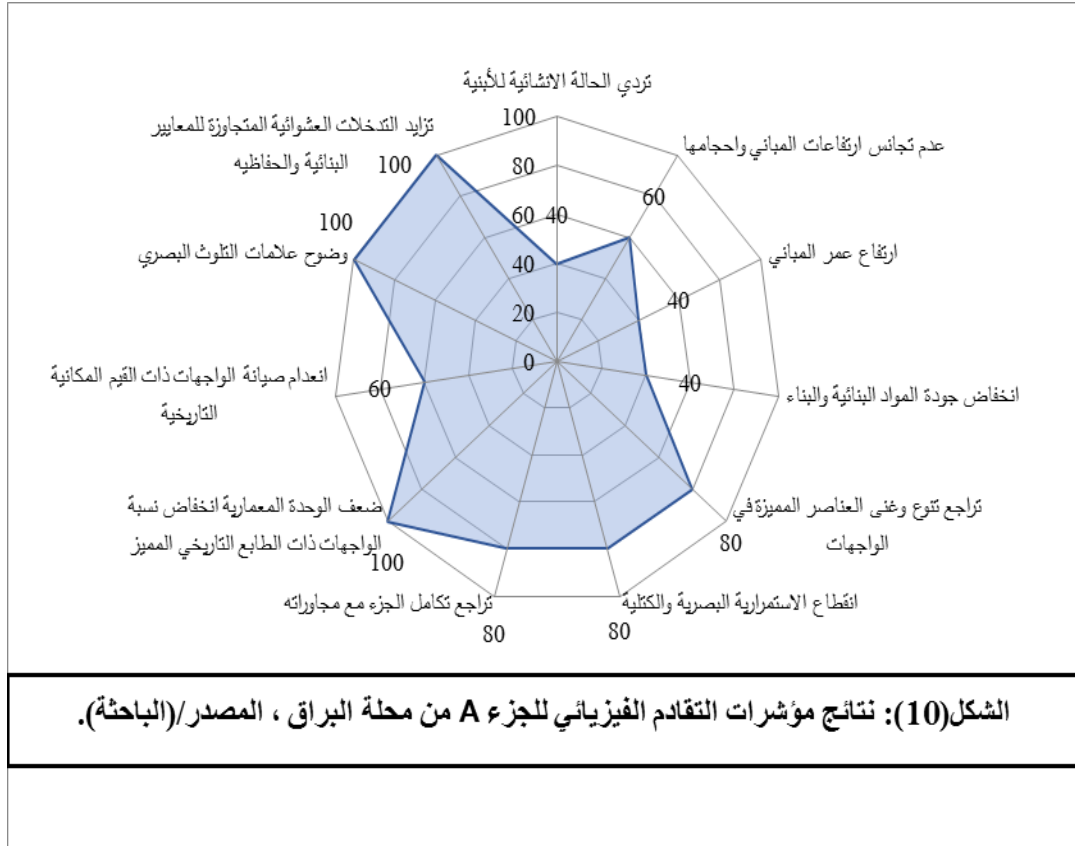 تردي الحالة الانشائية للأبنية
100
عدم تجانس ارتفاعات المباني واحجامها
60
ارتفاع عمر المباني
40
انخفاض جودة المواد البنائية والبناء
40
تراجع تنوع وغنى العناصر المميزة في
الواجهات
80
انقطاع الاستمرارية البصرية والكتلية
80
تراجع تكامل الجزء مع مجاوراته
80
ضعف الوحدة المعمارية انخفاض نسبة
الواجهات ذات الطابع التاريخي المميز
100
انعدام صيانة الواجهات ذات القيم المكانية
التاريخية
60
وضوح علامات التلوث البصري
100
تزايد التدخلات العشوائية المتجاوزة للمعايير
البنائية والحفاظيه
100
80
60
40
40
20
0
الشكل(10): نتائج مؤشرات التقادم الفيزيائي للجزء A من محلة البراق ، المصدر/(الباحثة).